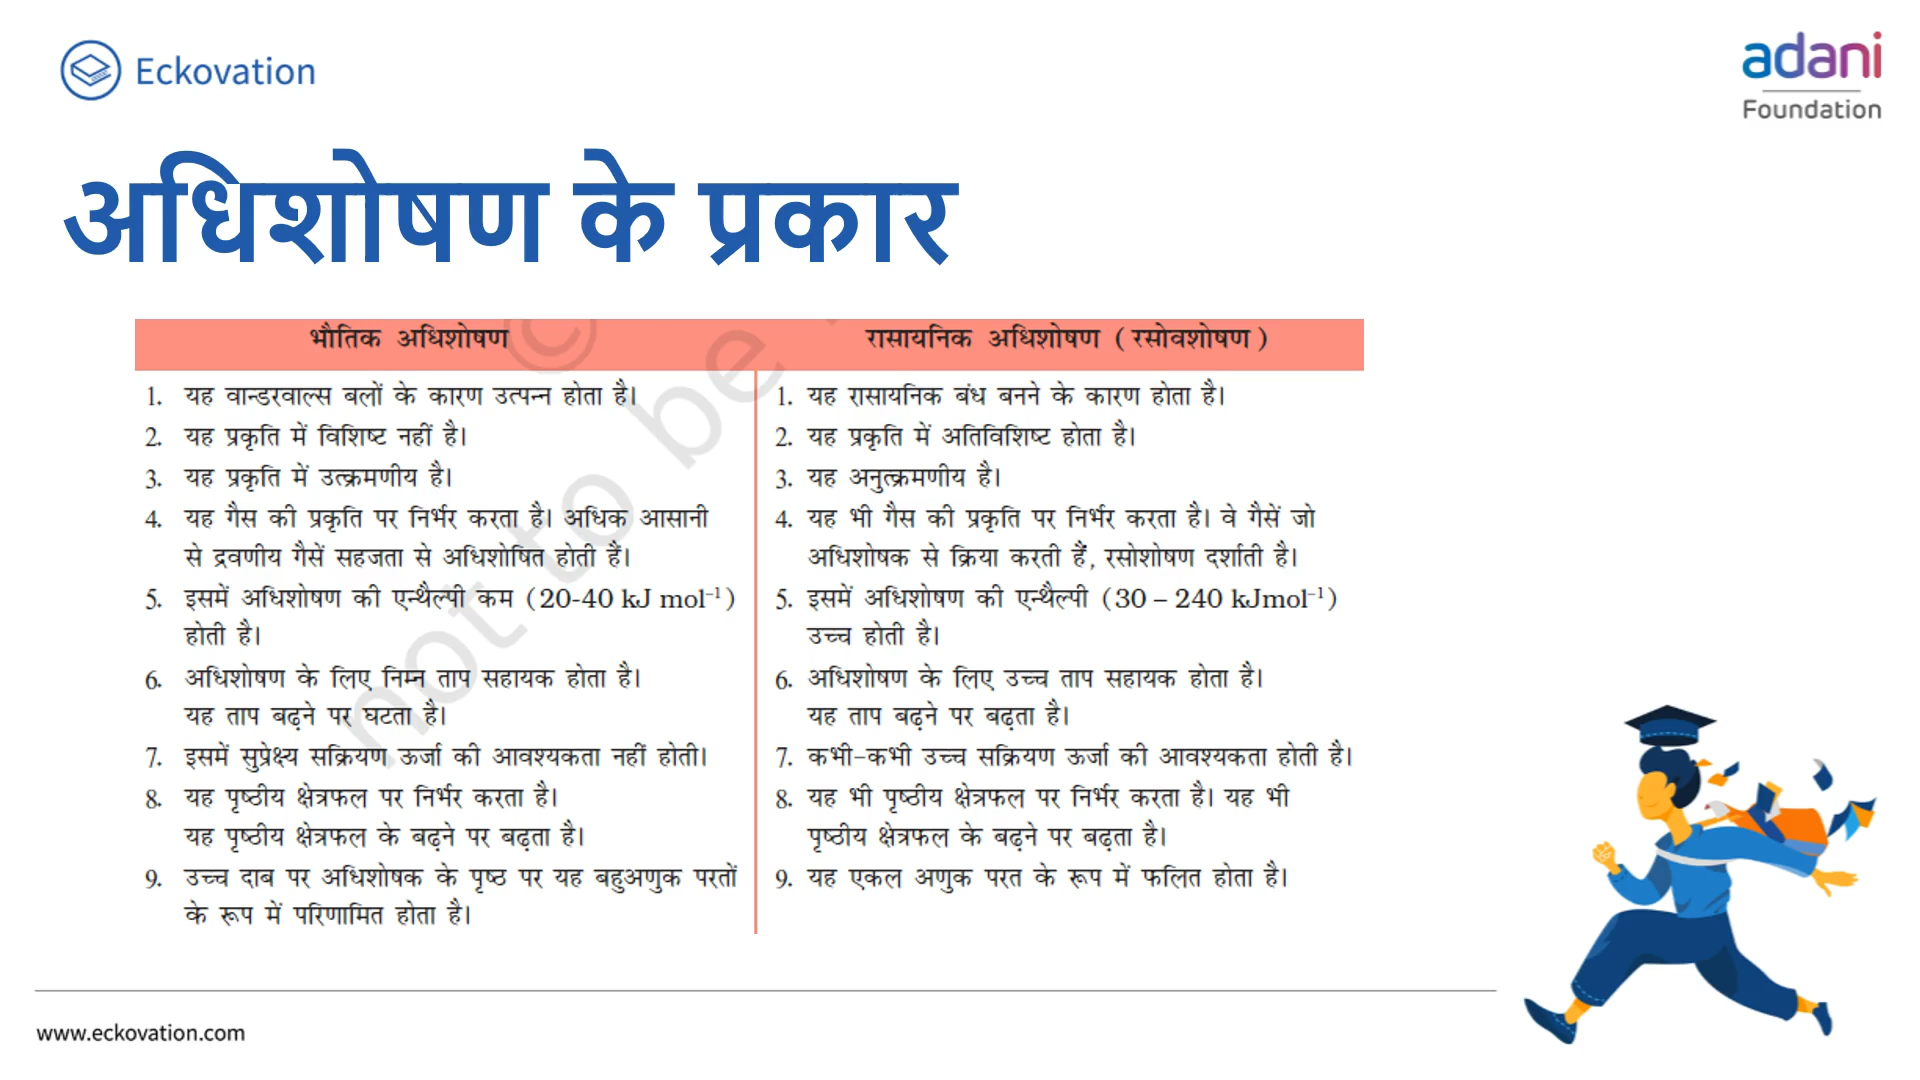 Eckovation
adani
Foundation
अधिशोषण के प्रकार
भौतिक अधिशोषण
1. यह वान्डरवाल्स बलों के कारण उत्पन्न होता है।
2. यह प्रकृति में विशिष्ट नहीं है।
3. यह प्रकृति में उत्क्रमणीय है।
4. यह गैस की प्रकृति पर निर्भर करता है। अधिक आसानी
से द्रवणीय गैसें सहजता से अधिशोषित होती हैं।
5. इसमें अधिशोषण की एन्थैल्पी कम (20-40 kJ mol⁻¹)
होती है।
6. अधिशोषण के लिए निम्न ताप सहायक होता है।
यह ताप बढ़ने पर घटता है।
7. इसमें सुप्रेक्ष्य सक्रियण ऊर्जा की आवश्यकता नहीं होती।
8. यह पृष्ठीय क्षेत्रफल पर निर्भर करता है।
यह पृष्ठीय क्षेत्रफल के बढ़ने पर बढ़ता है।
9. उच्च दाब पर अधिशोषक के पृष्ठ पर यह बहुअणुक परतों
के रूप में परिणामित होता है।
रासायनिक अधिशोषण (रसोवशोषण)
1. यह रासायनिक बंध बनने के कारण होता है।
2. यह प्रकृति में अतिविशिष्ट होता है।
3. यह अनुत्क्रमणीय है।
4. यह भी गैस की प्रकृति पर निर्भर करता है। वे गैसें जो
अधिशोषक से क्रिया करती हैं, रसोशोषण दर्शाती है।
5. इसमें अधिशोषण की एन्थैल्पी (30 – 240 kJmol⁻¹)
उच्च होती है।
6. अधिशोषण के लिए उच्च ताप सहायक होता है।
यह ताप बढ़ने पर बढ़ता है।
7. कभी-कभी उच्च सक्रियण ऊर्जा की आवश्यकता होती है।
8. यह भी पृष्ठीय क्षेत्रफल पर निर्भर करता है। यह भी
पृष्ठीय क्षेत्रफल के बढ़ने पर बढ़ता है।
9. यह एकल अणुक परत के रूप में फलित होता है।
© not to be
www.eckovation.com